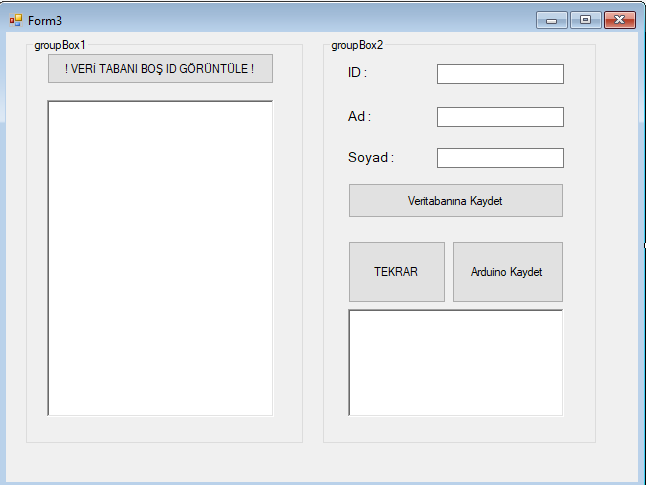 Form3
groupBox1
! VERİ TABANI BOŞ ID GÖRÜNTÜLE !
groupBox2
ID :
Ad :
Soyad :
Veritabanına Kaydet
TEKRAR
Arduino Kaydet